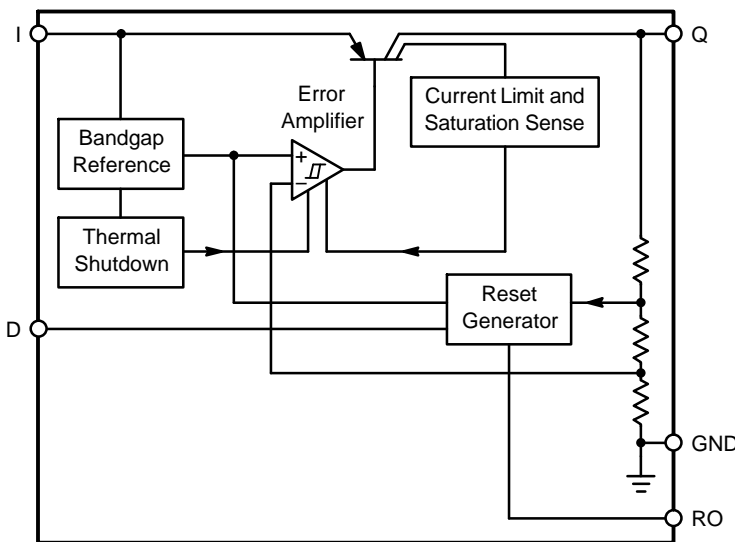 I
Q
Error
Amplifier
Current Limit and
Saturation Sense
Bandgap
Reference
+
−
Thermal
Shutdown
Reset
Generator
D
GND
RO